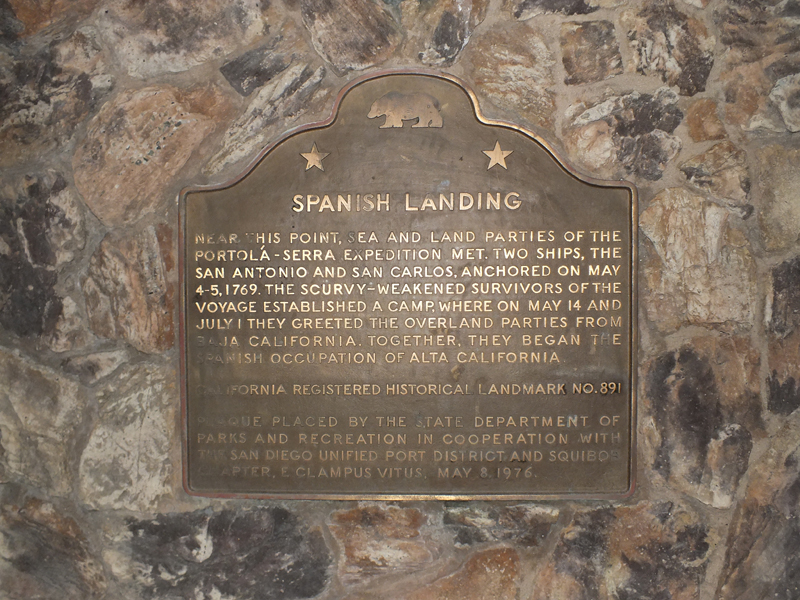 SPANISH LANDING
NEAR THIS POINT, SEA AND LAND PARTIES OF THE
PORTOLÁ-SERRA EXPEDITION MET. TWO SHIPS, THE
SAN ANTONIO AND SAN CARLOS, ANCHORED ON MAY
4-5, 1769. THE SCURVY-WEAKENED SURVIVORS OF THE
VOYAGE ESTABLISHED A CAMP, WHERE ON MAY 14 AND
JULY 1 THEY GREETED THE OVERLAND PARTIES FROM
BAJA CALIFORNIA. TOGETHER, THEY BEGAN THE
SPANISH OCCUPATION OF ALTA CALIFORNIA
CALIFORNIA REGISTERED HISTORICAL LANDMARK NO. 891
PLAQUE PLACED BY THE STATE DEPARTMENT OF
PARKS AND RECREATION IN COOPERATION WITH
THE SAN DIEGO UNIFIED PORT DISTRICT AND SQUIBOB
CHAPTER, E CLAMPUS VITUS, MAY 8, 1976.